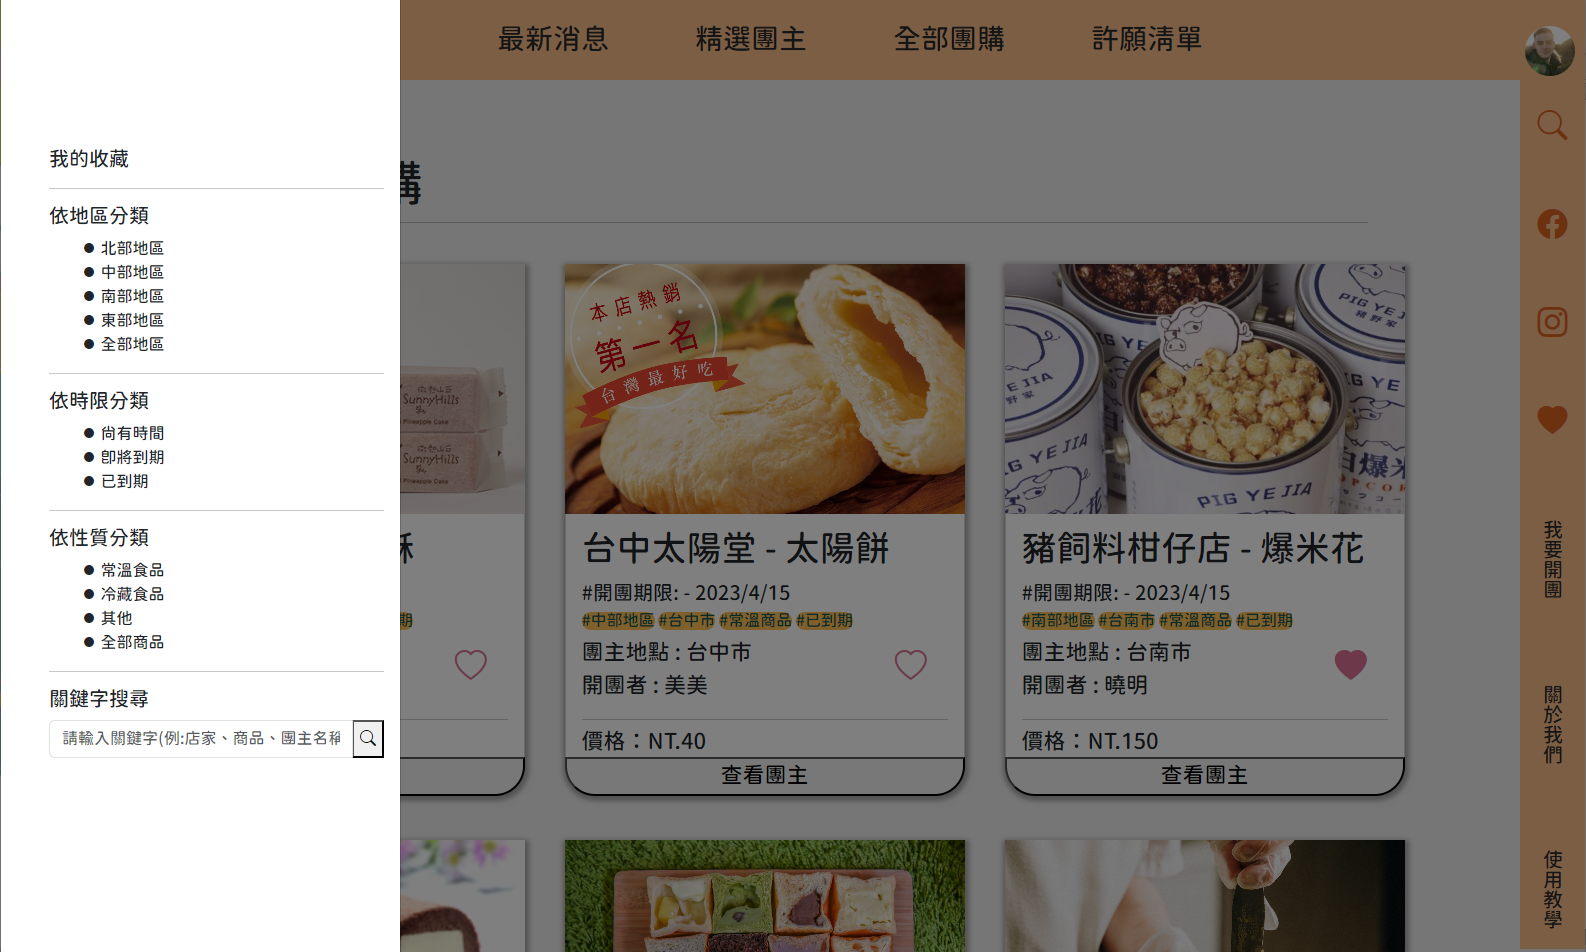 最新消息
精選團主
全部團購
許願清單
我的收藏
依地區分類
北部地區
中部地區
南部地區
東部地區
全部地區
依時限分類
尚有時間
即將到期
已到期
依性質分類
常溫食品
冷藏食品
其他
全部商品
關鍵字搜尋
請輸入關鍵字(例:店家、商品、團主名稱
購
SunnyHills
Pineapple Cake
SunnyHills
Pineapple Cake
酥
期
本店熱銷
第一名
台灣最好吃
台中太陽堂 - 太陽餅
#開團期限: - 2023/4/15
#中部地區 #台中市 #常溫商品 #已到期
團主地點 : 台中市
開團者 : 美美
價格：NT.40
查看團主
PIG YE JIA
豬野家
PIG YE JIA
豬飼料柑仔店 - 爆米花
#開團期限: - 2023/4/15
#南部地區 #台南市 #常溫商品 #已到期
團主地點 : 台南市
開團者 : 曉明
價格：NT.150
查看團主
我要開團
關於我們
使用教學